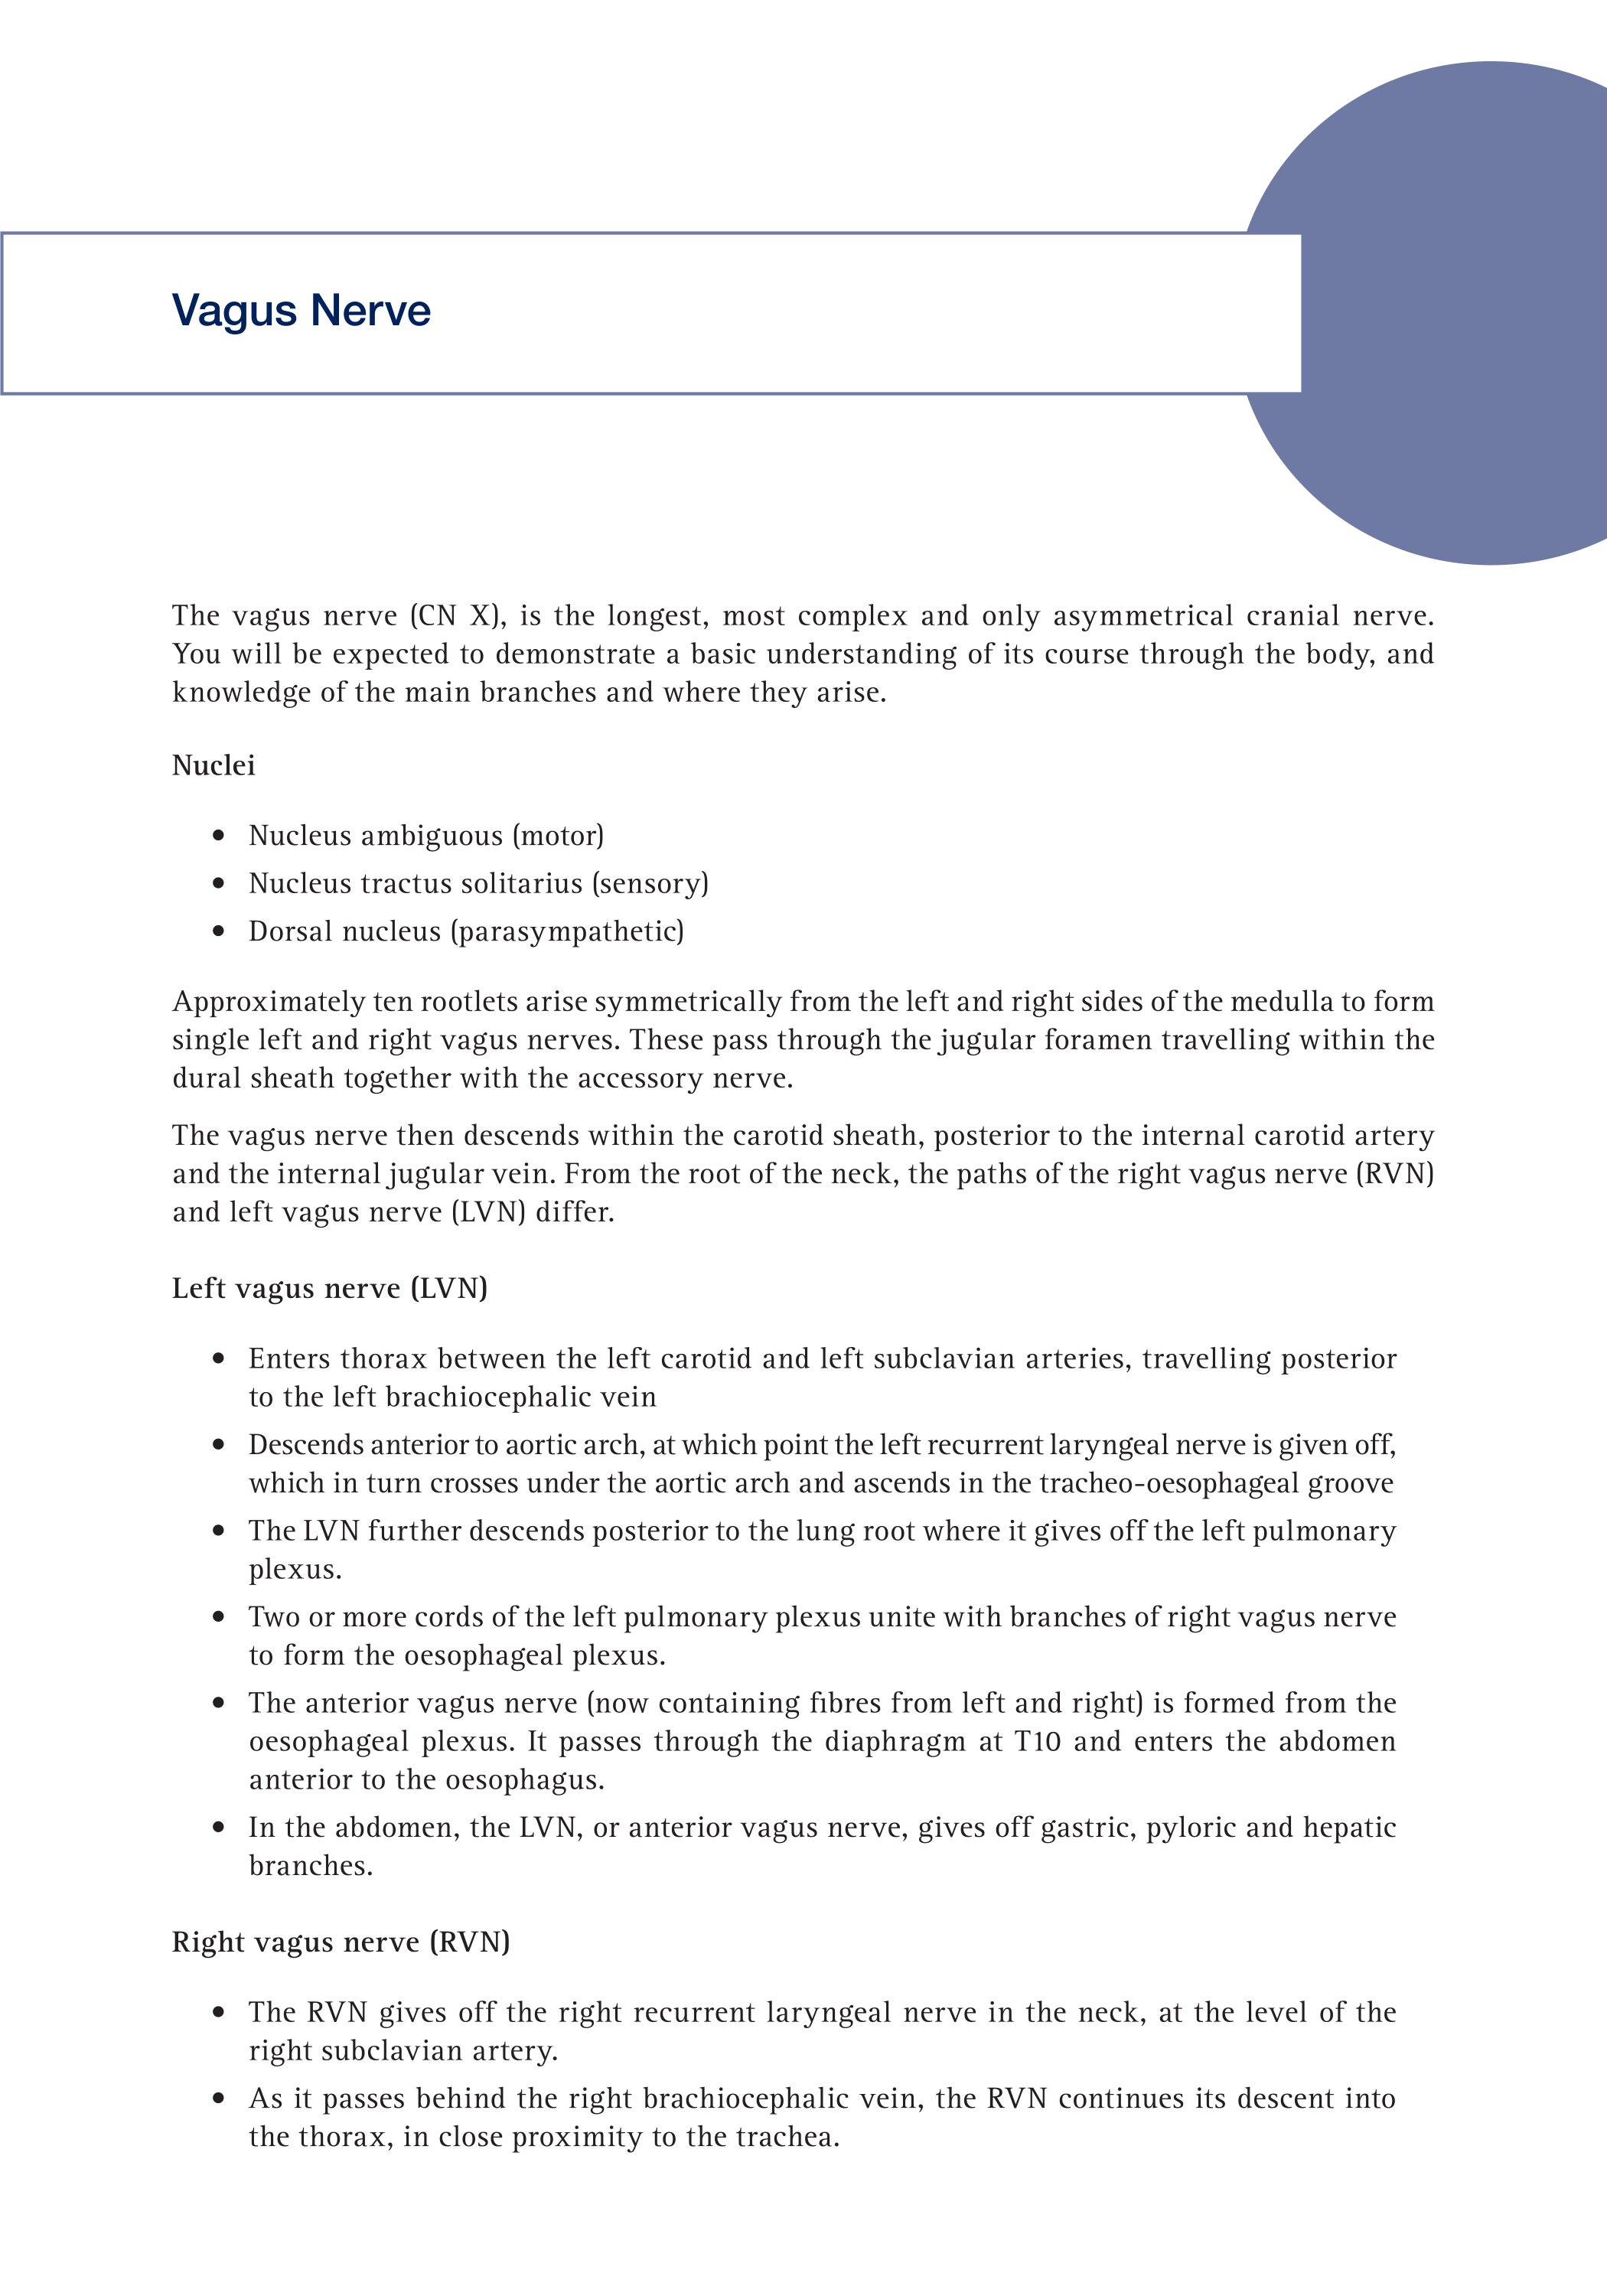 Vagus Nerve
The vagus nerve (CN X), is the longest, most complex and only asymmetrical cranial nerve.
You will be expected to demonstrate a basic understanding of its course through the body, and
knowledge of the main branches and where they arise.
Nuclei
• Nucleus ambiguous (motor)
• Nucleus tractus solitarius (sensory)
• Dorsal nucleus (parasympathetic)
Approximately ten rootlets arise symmetrically from the left and right sides of the medulla to form
single left and right vagus nerves. These pass through the jugular foramen travelling within the
dural sheath together with the accessory nerve.
The vagus nerve then descends within the carotid sheath, posterior to the internal carotid artery
and the internal jugular vein. From the root of the neck, the paths of the right vagus nerve (RVN)
and left vagus nerve (LVN) differ.
Left vagus nerve (LVN)
• Enters thorax between the left carotid and left subclavian arteries, travelling posterior
to the left brachiocephalic vein
• Descends anterior to aortic arch, at which point the left recurrent laryngeal nerve is given off,
which in turn crosses under the aortic arch and ascends in the tracheo-oesophageal groove
• The LVN further descends posterior to the lung root where it gives off the left pulmonary
plexus.
• Two or more cords of the left pulmonary plexus unite with branches of right vagus nerve
to form the oesophageal plexus.
• The anterior vagus nerve (now containing fibres from left and right) is formed from the
oesophageal plexus. It passes through the diaphragm at T10 and enters the abdomen
anterior to the oesophagus.
• In the abdomen, the LVN, or anterior vagus nerve, gives off gastric, pyloric and hepatic
branches.
Right vagus nerve (RVN)
• The RVN gives off the right recurrent laryngeal nerve in the neck, at the level of the
right subclavian artery.
• As it passes behind the right brachiocephalic vein, the RVN continues its descent into
the thorax, in close proximity to the trachea.